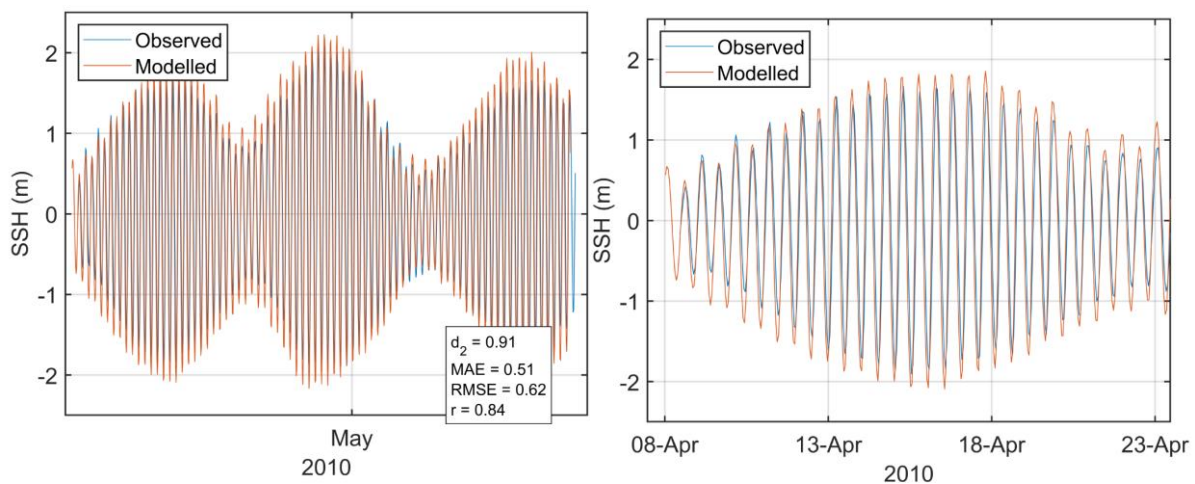 Observed
Modelled
SSH (m)
2
1
0
-1
-2
d2 = 0.91
MAE = 0.51
RMSE = 0.62
r = 0.84
May
2010
Observed
Modelled
SSH (m)
2
1
0
-1
-2
08-Apr 13-Apr 18-Apr 23-Apr
2010